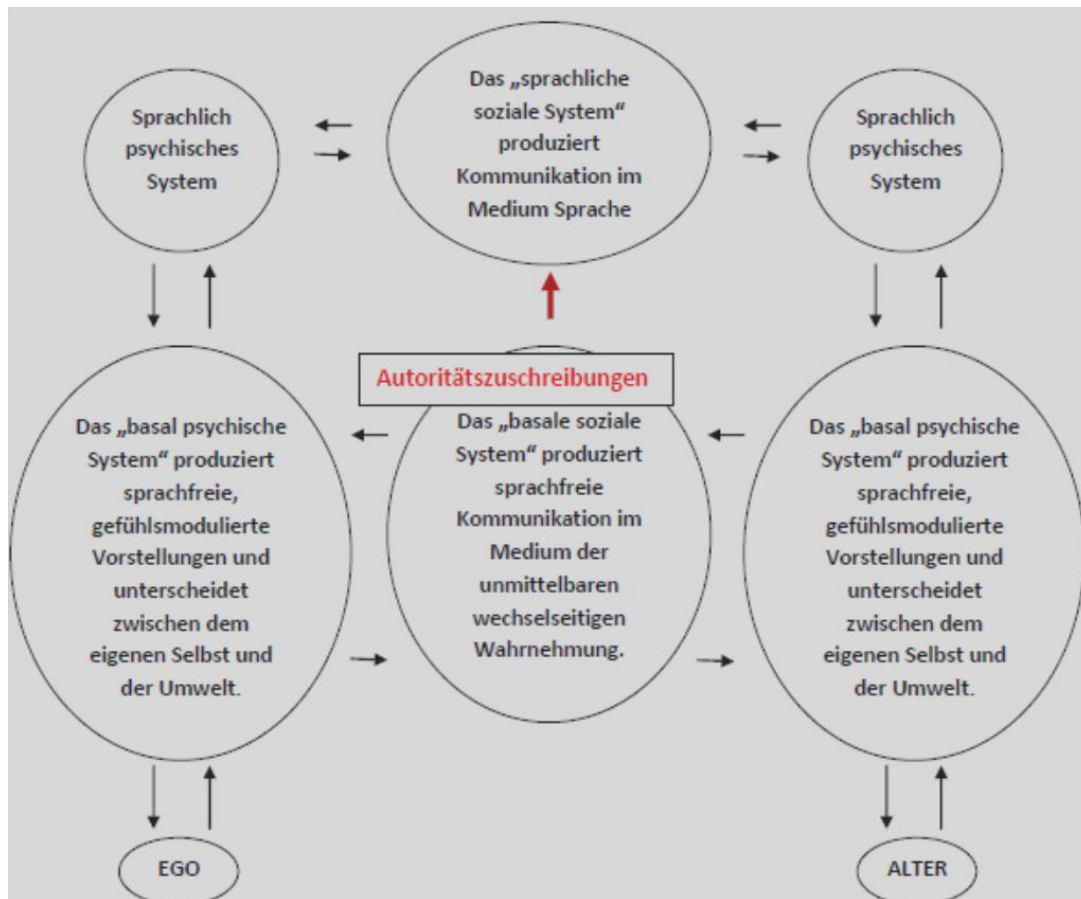 Sprachlich
psychisches
System
Das „sprachliche
soziale System“
produziert
Kommunikation im
Medium Sprache
Sprachlich
psychisches
System
Das „basal psychische
System“ produziert
sprachfreie,
gefühlsmodulierte
Vorstellungen und
unterscheidet
zwischen dem
eigenen Selbst und
der Umwelt.
Autoritätszuschreibungen
Das „basale soziale
System“ produziert
sprachfreie
Kommunikation im
Medium der
unmittelbaren
wechselseitigen
Wahrnehmung.
Das „basal psychische
System“ produziert
sprachfreie,
gefühlsmodulierte
Vorstellungen und
unterscheidet
zwischen dem
eigenen Selbst und
der Umwelt.
EGO
ALTER